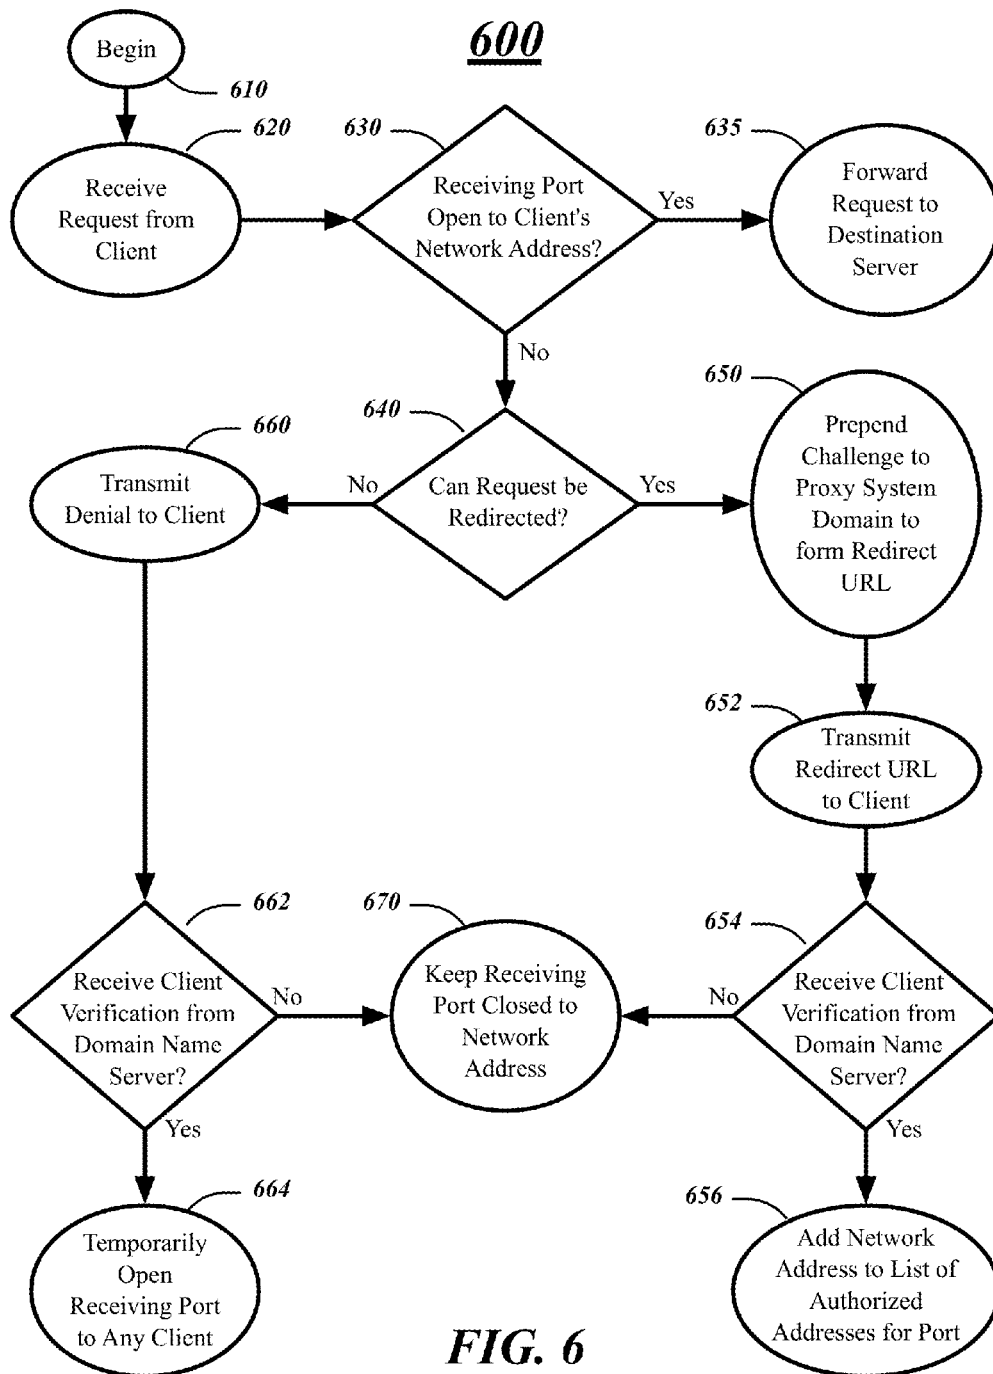 600
Begin
610
620
Receive
Request from
Client
630
Receiving Port
Open to Client's
Network Address?
Yes
635
Forward
Request to
Destination
Server
No
640
Can Request be
Redirected?
No
Yes
660
Transmit
Denial to Client
650
Prepend
Challenge to
Proxy System
Domain to
form Redirect
URL
652
Transmit
Redirect URL
to Client
662
Receive Client
Verification from
Domain Name
Server?
No
Yes
670
Keep Receiving
Port Closed to
Network
Address
654
Receive Client
Verification from
Domain Name
Server?
No
Yes
664
Temporarily
Open
Receiving Port
to Any Client
656
Add Network
Address to List of
Authorized
Addresses for Port
FIG. 6